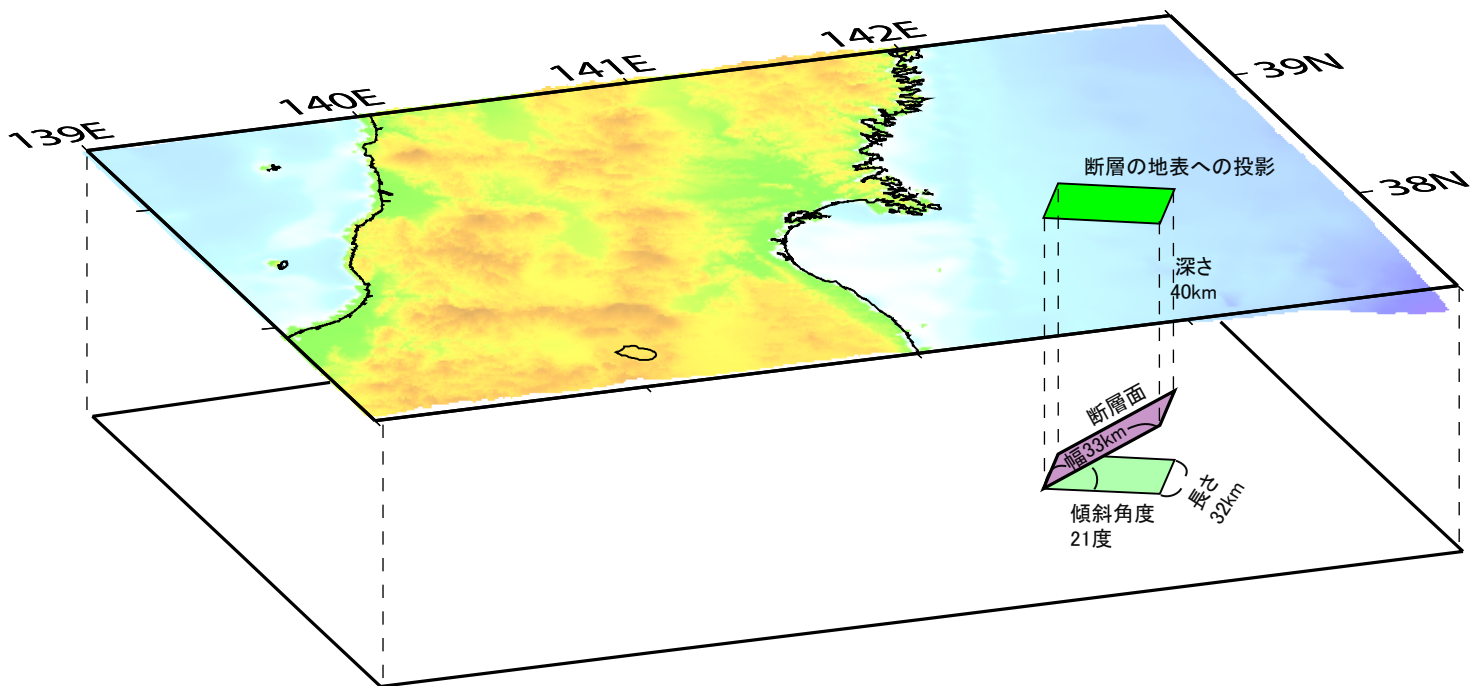 139E
140E
141E
142E
39N
38N
断層の地表への投影
深さ
40km
断層面
幅33km
傾斜角度
21度
長さ
32km